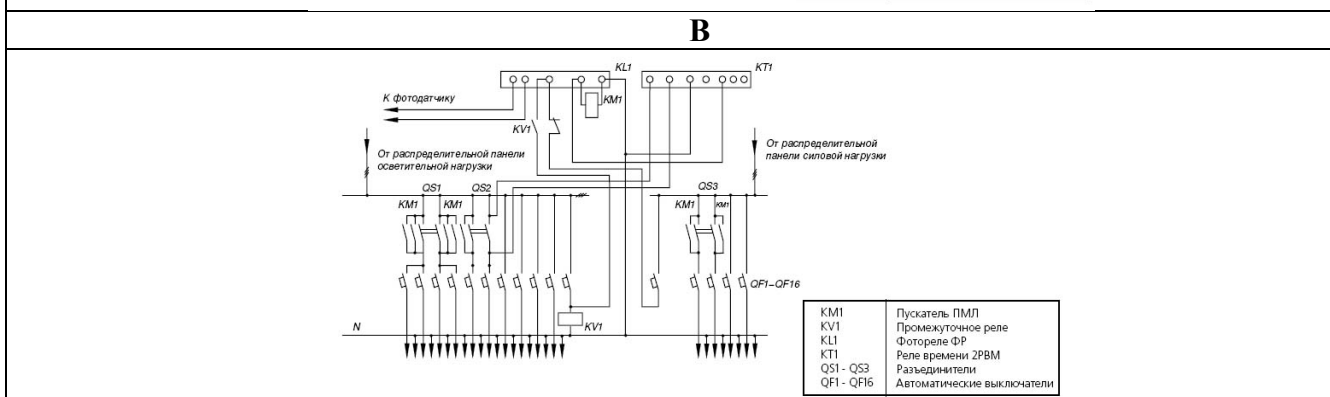 В
KL1
KT1
К фотодатчику
KM1
KV1
От распределительной панели
осветительной нагрузки
От распределительной
панели силовой нагрузки
QS1
QS2
QS3
KM1
KM1
KM1
KM1
QF1–QF16
N
KV1
KM1 Пускатель ПМЛ
KV1 Промежуточное реле
KL1 Фотореле ФР
KT1 Реле времени 2РВМ
QS1 - QS3 Разъединители
QF1 - QF16 Автоматические выключатели